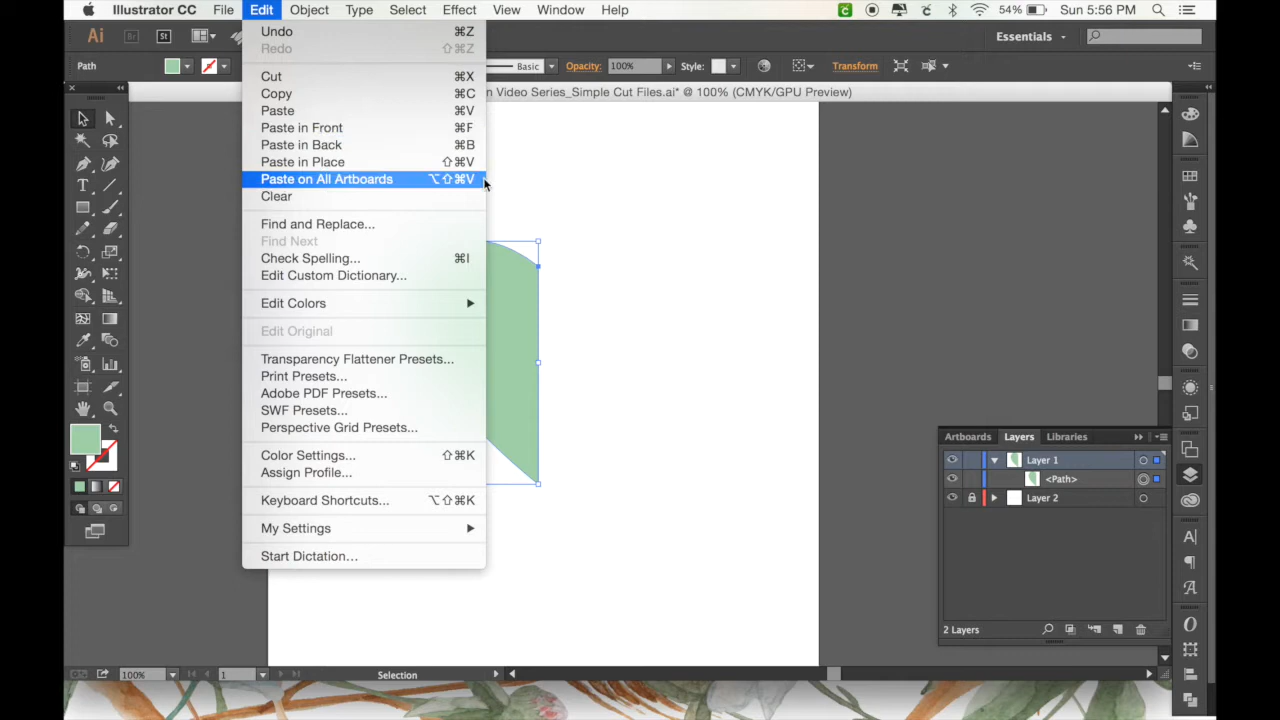 Illustrator CC File Edit Object Type Select Effect View Window Help 54% Sun 5:56 PM
Ai Br St Essentials
Path Basic Opacity: 100% Style: Transform
n Video Series_Simple Cut Files.ai* @ 100% (CMYK/GPU Preview)
Undo ⌘Z
Redo ⇧⌘Z
Cut ⌘X
Copy ⌘C
Paste ⌘V
Paste in Front ⌘F
Paste in Back ⌘B
Paste in Place ⇧⌘V
Paste on All Artboards ⌥⇧⌘V
Clear
Find and Replace...
Find Next
Check Spelling... ⌘I
Edit Custom Dictionary...
Edit Colors
Edit Original
Transparency Flattener Presets...
Print Presets...
Adobe PDF Presets...
SWF Presets...
Perspective Grid Presets...
Color Settings... ⇧⌘K
Assign Profile...
Keyboard Shortcuts... ⌥⇧⌘K
My Settings
Start Dictation...
Artboards Layers Libraries
Layer 1
<Path>
Layer 2
2 Layers
100% 1 Selection